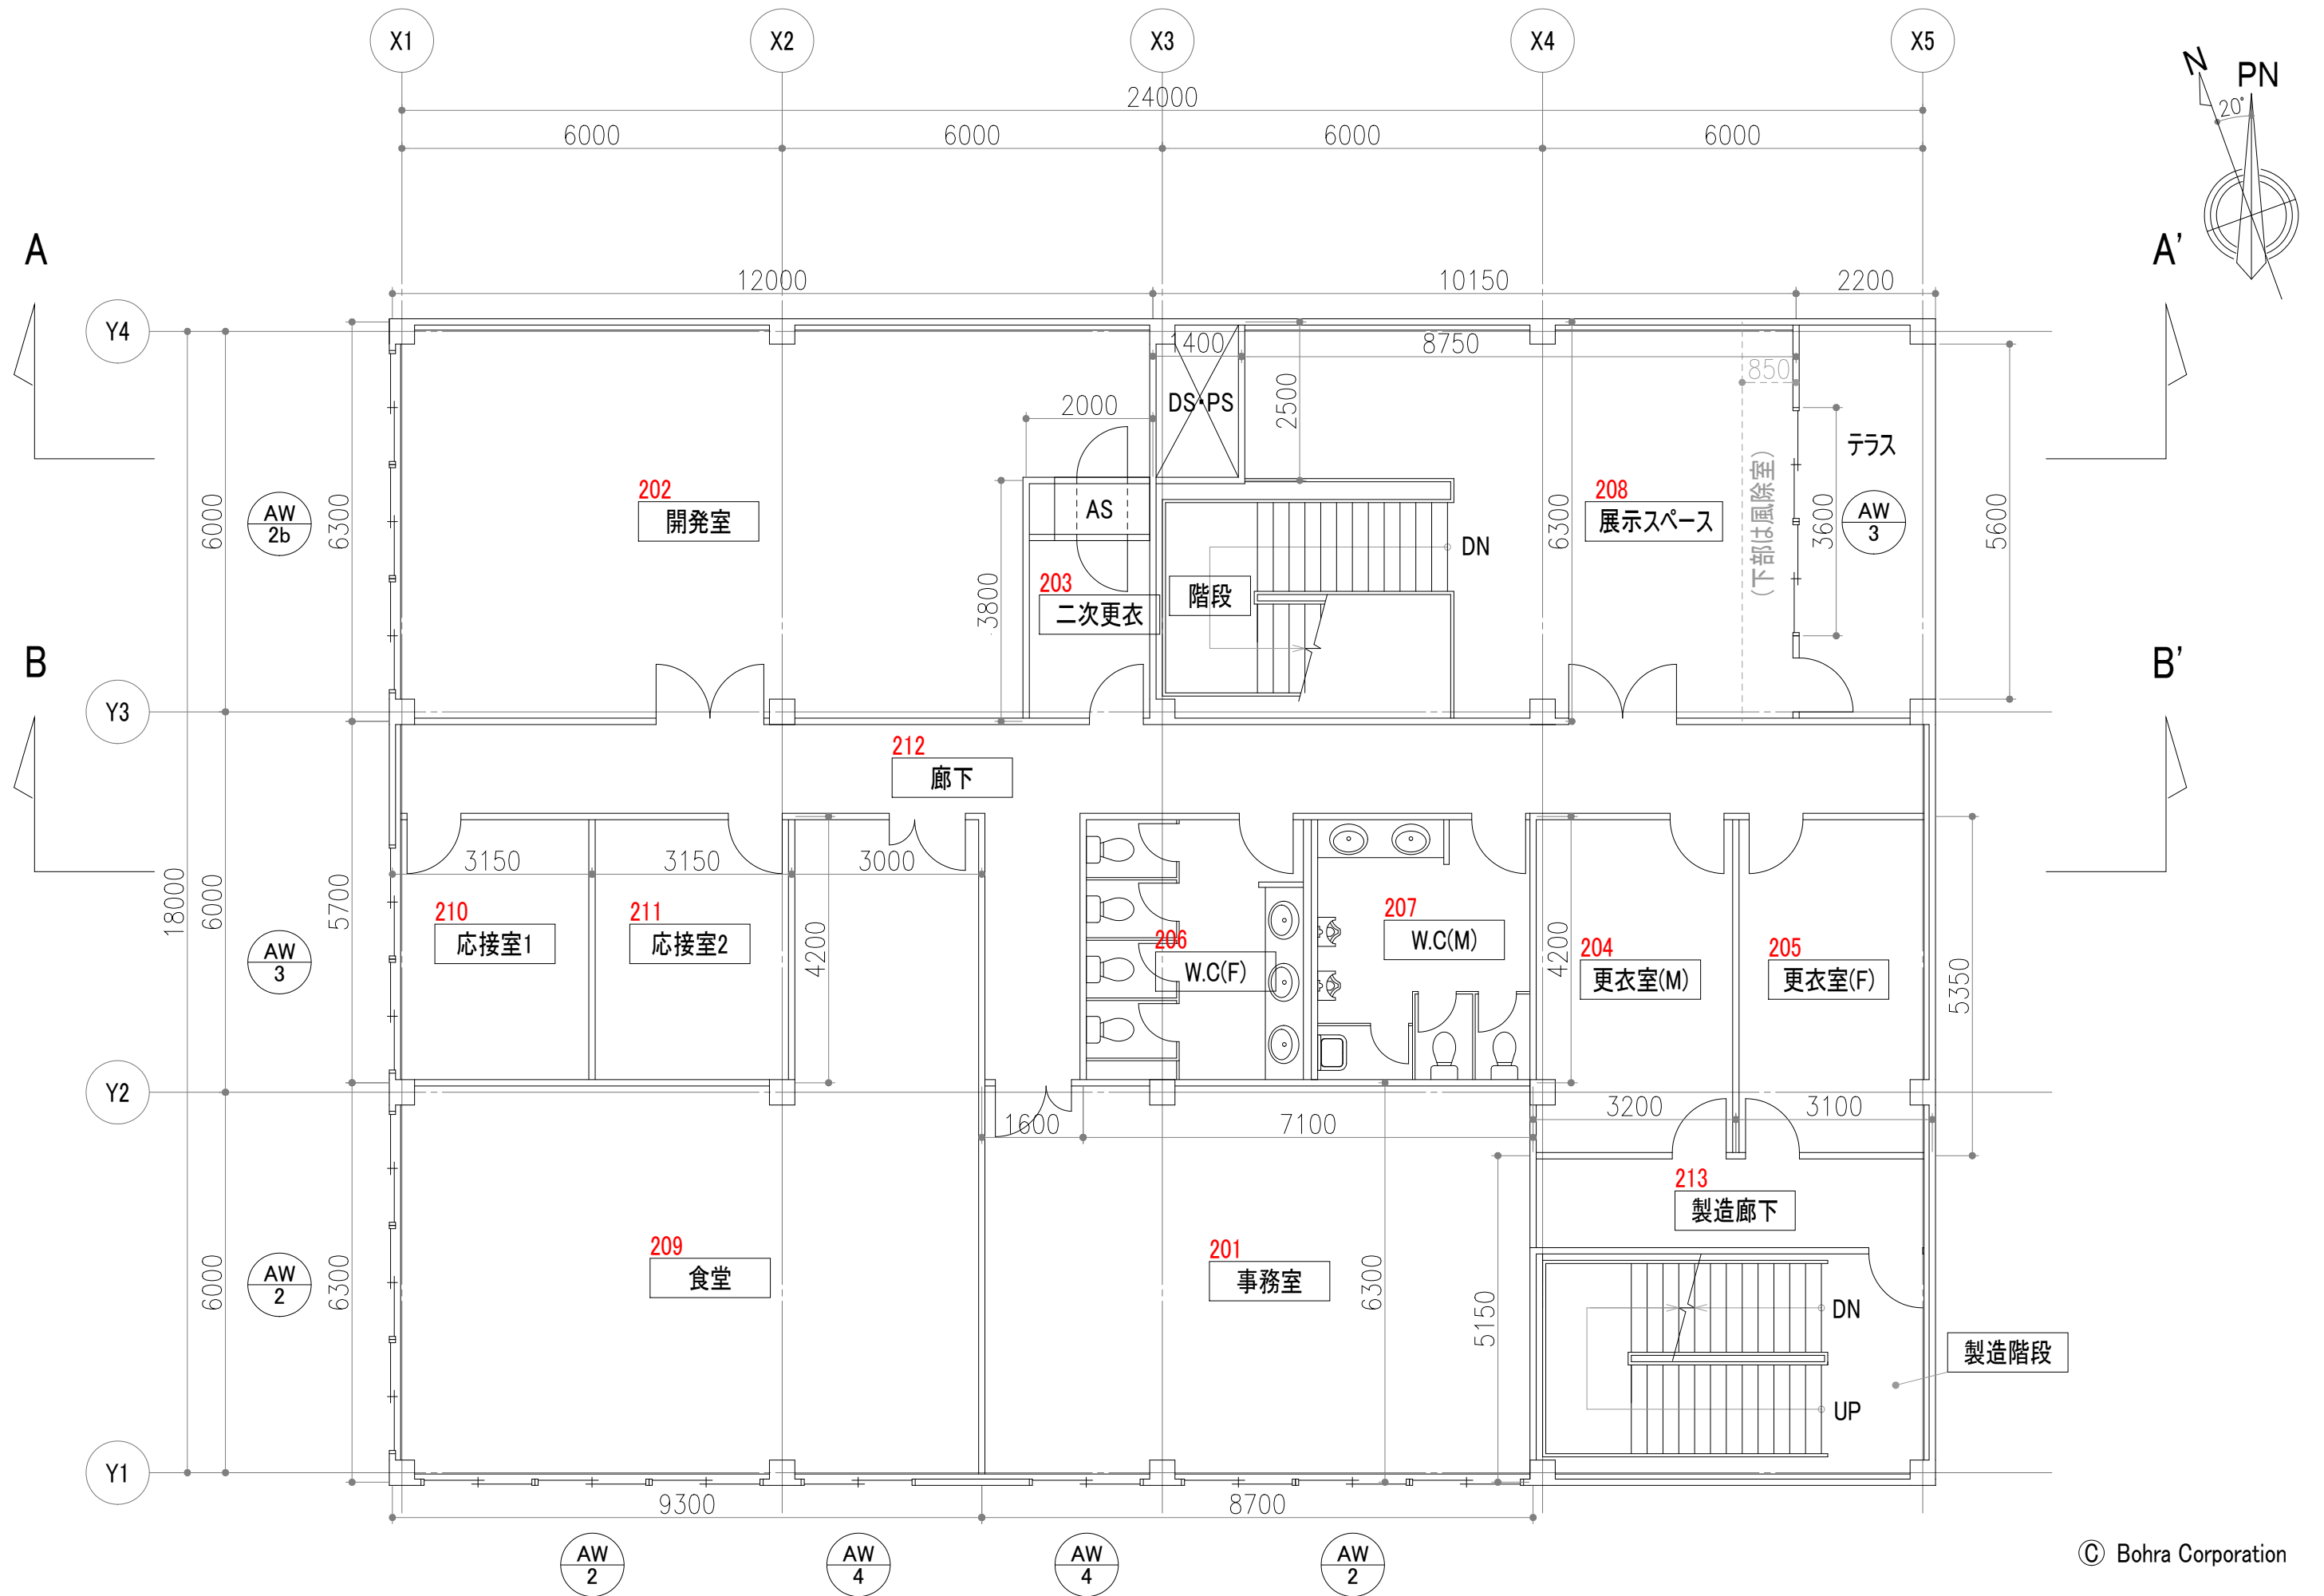 X1 X2 X3 X4 X5
N PN
20°
24000
6000 6000 6000 6000
A A'
12000 10150 2200
Y4
1400 8750
850
2000 DS・PS 2500
テラス
202
開発室
AS
208
展示スペース
AW
2b
6000 6300
6300
(下部は風除室)
3600
AW
3
5600
DN
203
二次更衣
階段
3800
B B'
Y3
212
廊下
3150 3150 3000
18000 6000 5700
210
応接室1
211
応接室2
4200
206
W.C(F)
207
W.C(M)
4200
204
更衣室(M)
205
更衣室(F)
5350
AW
3
Y2
1600 7100
3200 3100
213
製造廊下
209
食堂
201
事務室
AW
2
6000 6300
6300
5150
DN
製造階段
UP
Y1
9300 8700
AW
2
AW
4
AW
4
AW
2
© Bohra Corporation